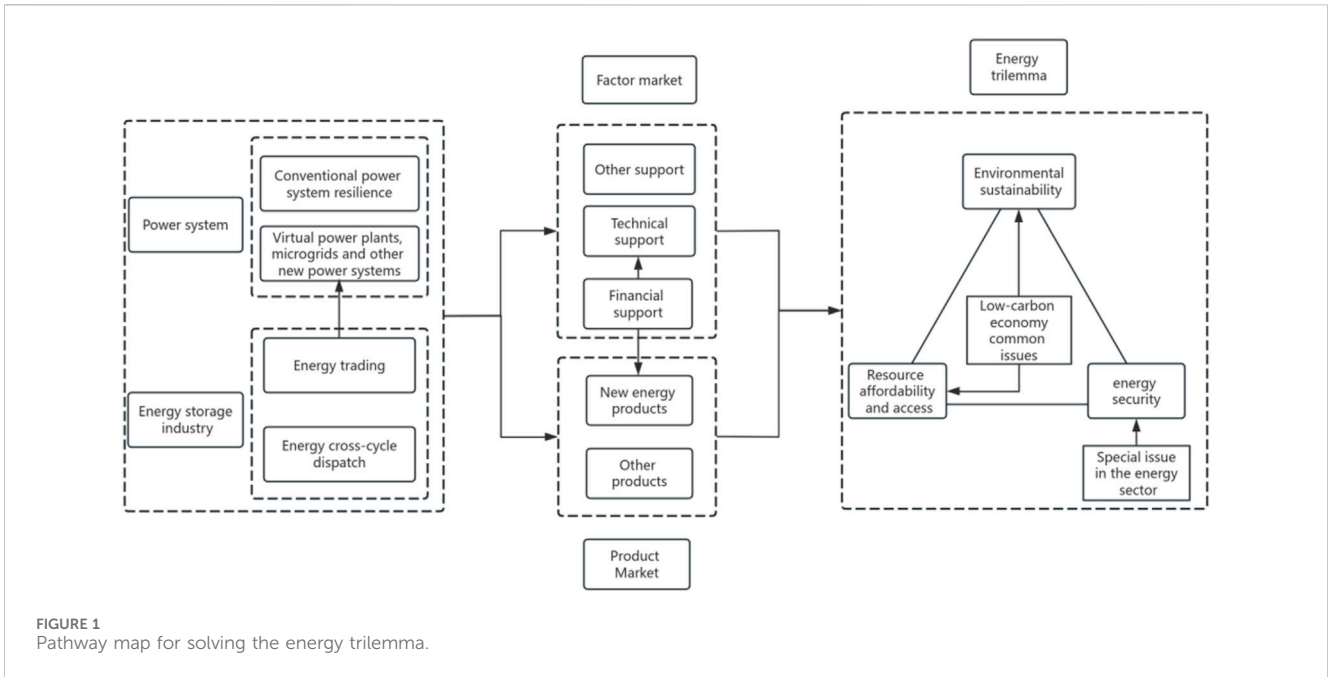 Power system
Conventional power
system resilience
Virtual power plants,
microgrids and other
new power systems
Energy storage
industry
Energy trading
Energy cross-cycle
dispatch
Factor market
Other support
Technical
support
Financial
support
New energy
products
Other
products
Product
Market
Energy
trilemma
Environmental
sustainability
Low-carbon
economy
common
issues
Resource
affordability
and access
energy
security
Special issue
in the energy
sector
FIGURE 1
Pathway map for solving the energy trilemma.